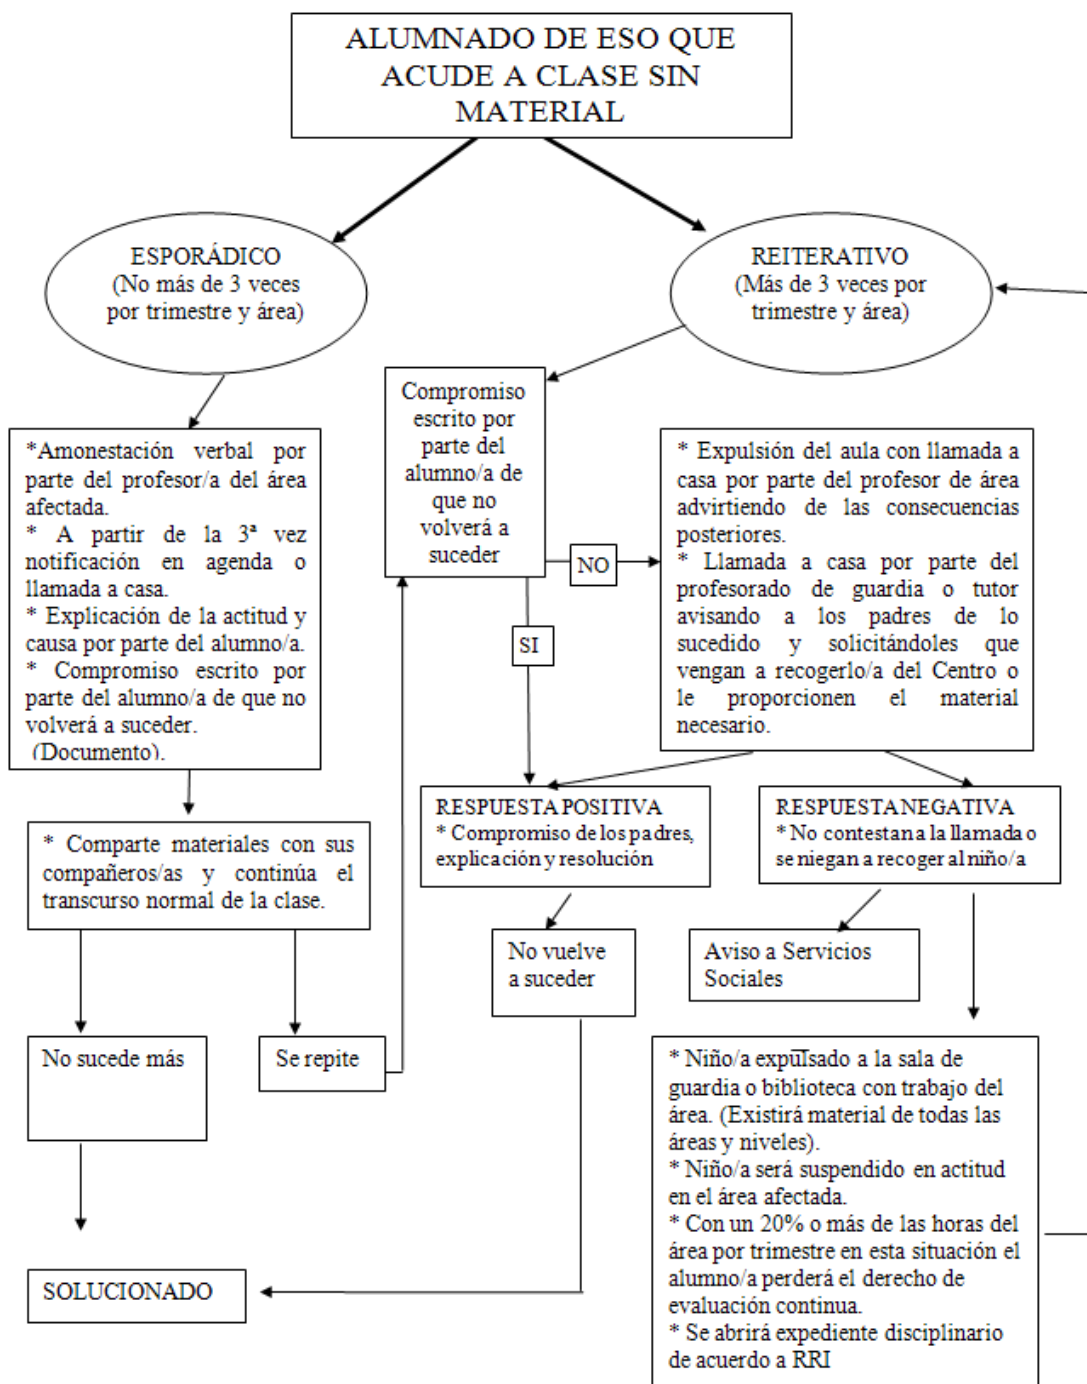 ALUMNADO DE ESO QUE
ACUDE A CLASE SIN
MATERIAL
ESPORÁDICO
(No más de 3 veces
por trimestre y área)
REITERATIVO
(Más de 3 veces por
trimestre y área)
*Amonestación verbal por
parte del profesor/a del área
afectada.
* A partir de la 3ª vez
notificación en agenda o
llamada a casa.
* Explicación de la actitud y
causa por parte del alumno/a.
* Compromiso escrito por
parte del alumno/a de que no
volverá a suceder.
(Documento).
Compromiso
escrito por
parte del
alumno/a de
que no
volverá a
suceder
NO
SI
* Expulsión del aula con llamada a
casa por parte del profesor de área
advirtiendo de las consecuencias
posteriores.
* Llamada a casa por parte del
profesorado de guardia o tutor
avisando a los padres de lo
sucedido y solicitándoles que
vengan a recogerlo/a del Centro o
le proporcionen el material
necesario.
* Comparte materiales con sus
compañeros/as y continúa el
transcurso normal de la clase.
RESPUESTA POSITIVA
* Compromiso de los padres,
explicación y resolución
RESPUESTA NEGATIVA
* No contestan a la llamada o
se niegan a recoger al niño/a
No vuelve
a suceder
Aviso a Servicios
Sociales
No sucede más
Se repite
* Niño/a expulsado a la sala de
guardia o biblioteca con trabajo del
área. (Existirá material de todas las
áreas y niveles).
* Niño/a será suspendido en actitud
en el área afectada.
* Con un 20% o más de las horas del
área por trimestre en esta situación el
alumno/a perderá el derecho de
evaluación continua.
* Se abrirá expediente disciplinario
de acuerdo a RRI
SOLUCIONADO